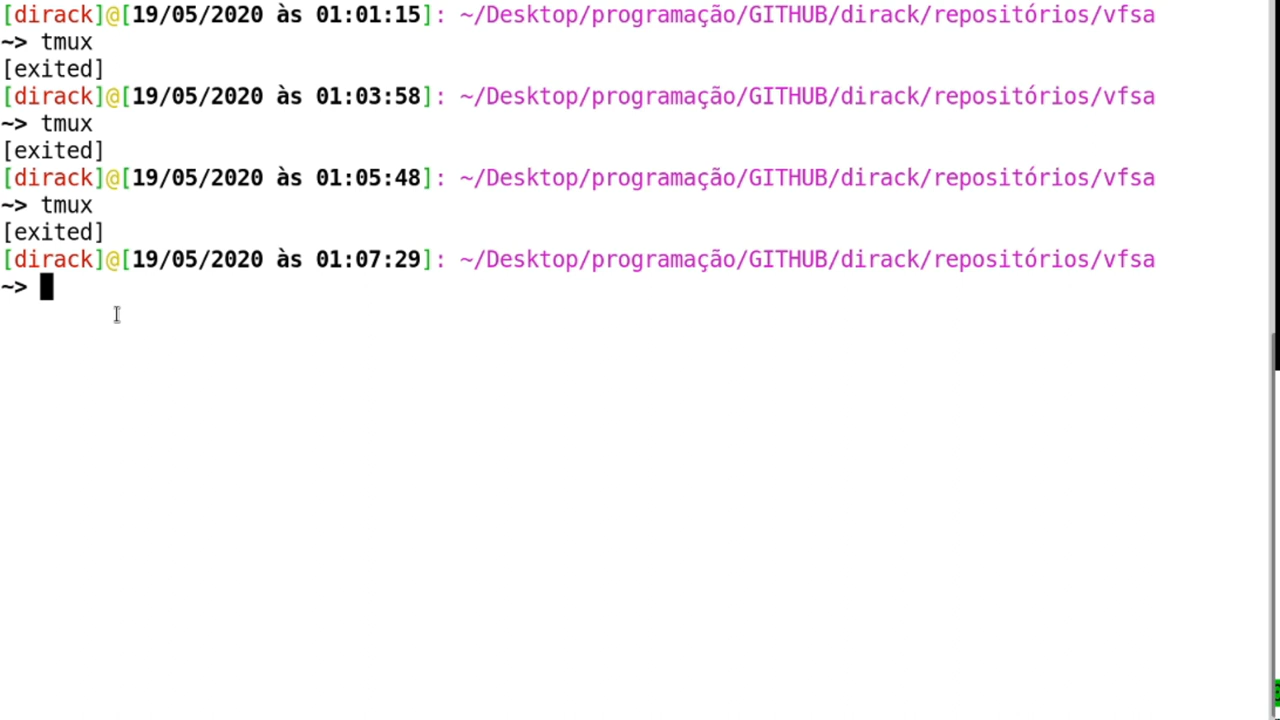 [dirack]@[19/05/2020 às 01:01:15]: ~/Desktop/programação/GITHUB/dirack/repositórios/vfsa
~> tmux
[exited]
[dirack]@[19/05/2020 às 01:03:58]: ~/Desktop/programação/GITHUB/dirack/repositórios/vfsa
~> tmux
[exited]
[dirack]@[19/05/2020 às 01:05:48]: ~/Desktop/programação/GITHUB/dirack/repositórios/vfsa
~> tmux
[exited]
[dirack]@[19/05/2020 às 01:07:29]: ~/Desktop/programação/GITHUB/dirack/repositórios/vfsa
~>